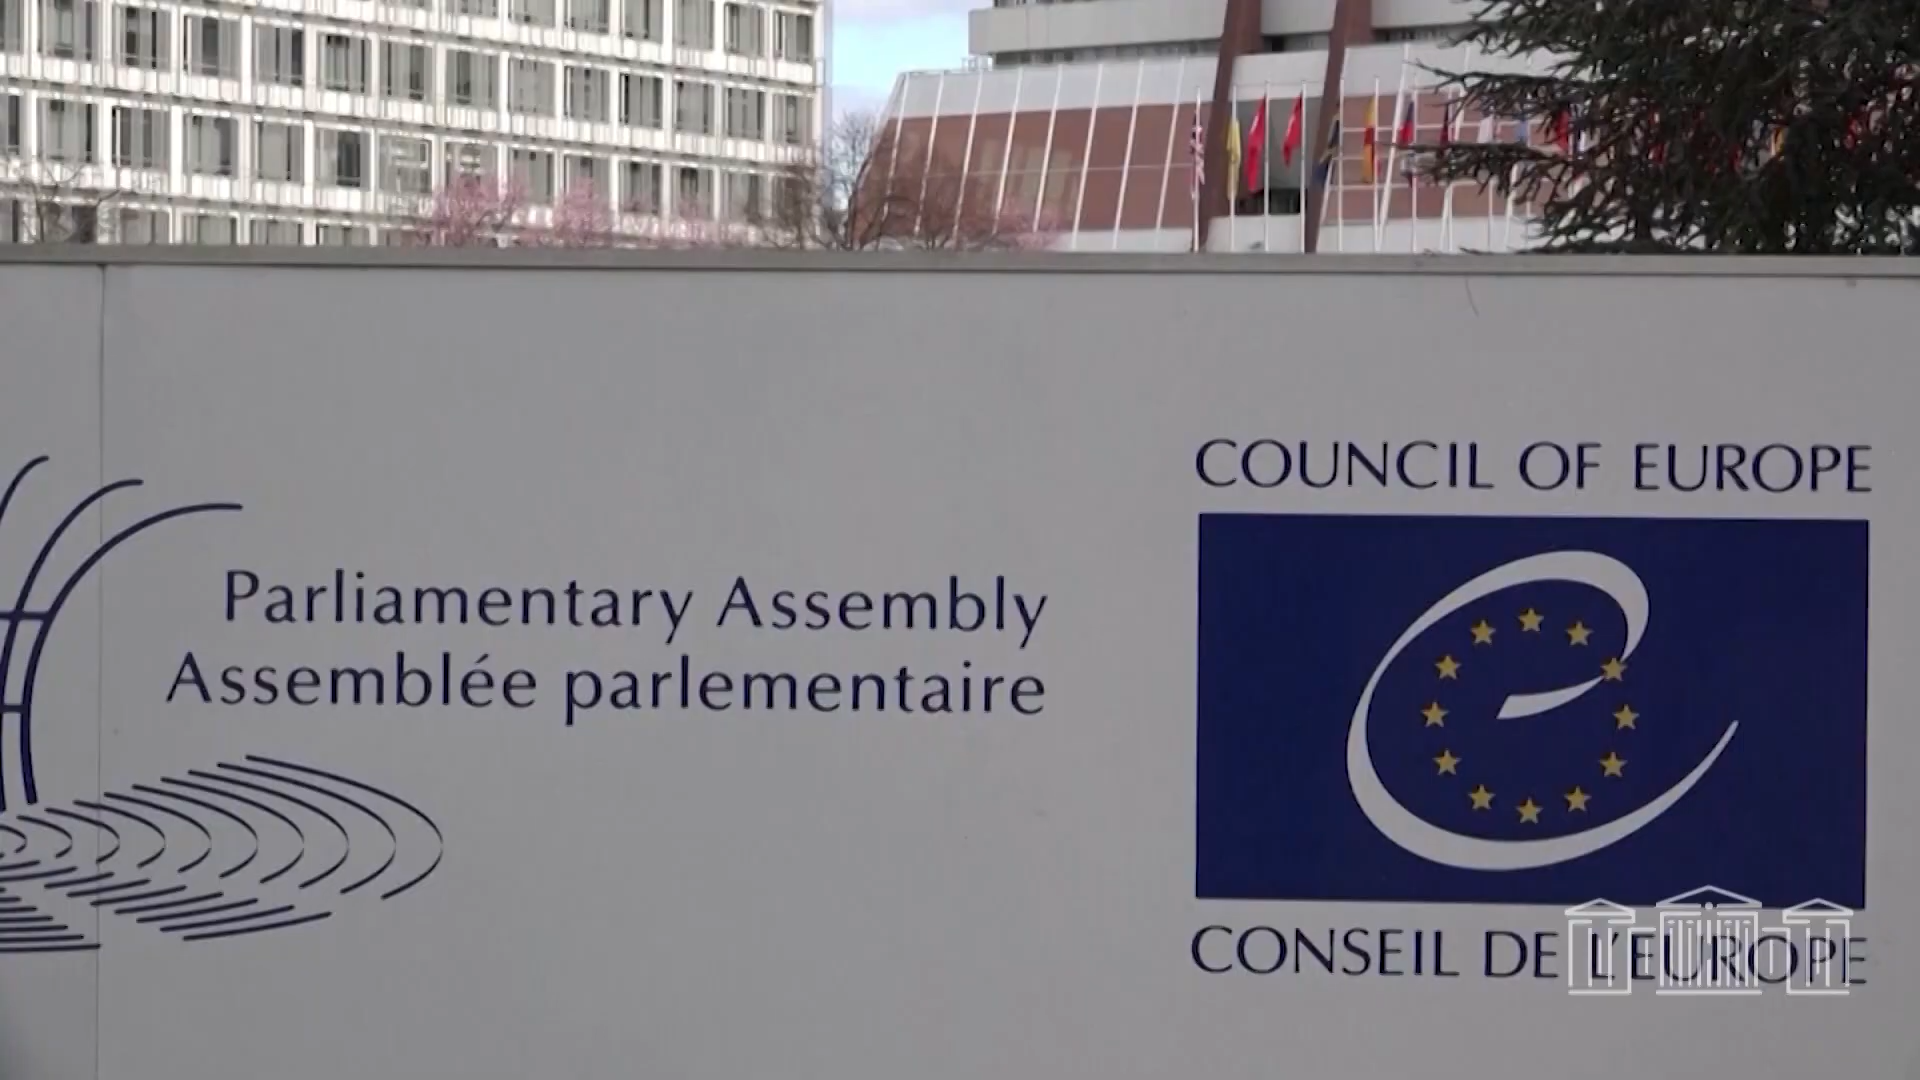 Parliamentary Assembly
Assemblée parlementaire
COUNCIL OF EUROPE
CONSEIL DE L'EUROPE